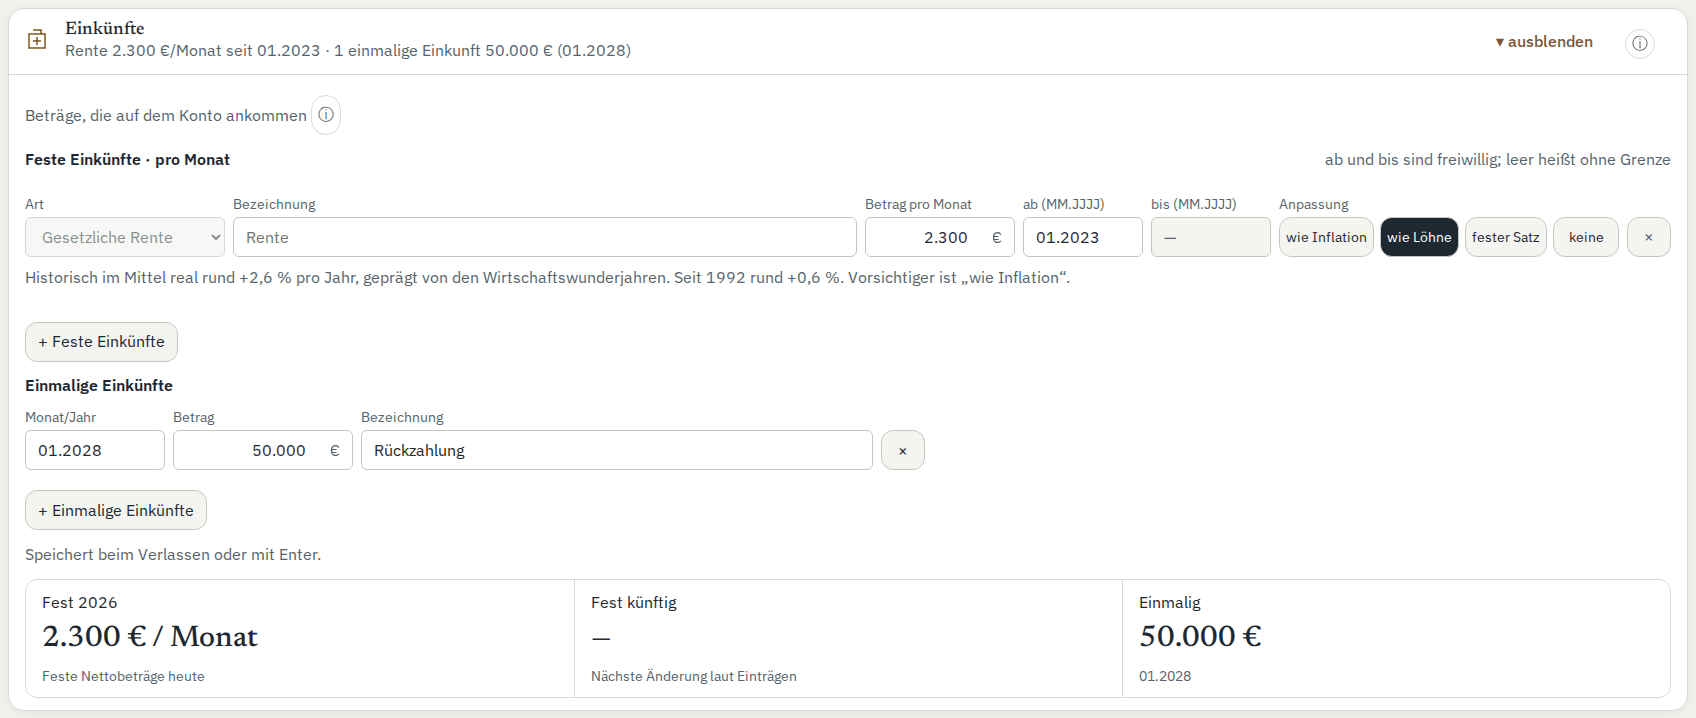 Einkünfte
Rente 2.300 €/Monat seit 01.2023 · 1 einmalige Einkunft 50.000 € (01.2028)
▾ ausblenden ⓘ
Beträge, die auf dem Konto ankommen ⓘ
Feste Einkünfte · pro Monat
ab und bis sind freiwillig; leer heißt ohne Grenze
Art Bezeichnung Betrag pro Monat ab (MM.JJJJ) bis (MM.JJJJ) Anpassung
Gesetzliche Rente Rente 2.300 € 01.2023 — wie Inflation wie Löhne fester Satz keine ×
Historisch im Mittel real rund +2,6 % pro Jahr, geprägt von den Wirtschaftswunderjahren. Seit 1992 rund +0,6 %. Vorsichtiger ist „wie Inflation“.
+ Feste Einkünfte
Einmalige Einkünfte
Monat/Jahr Betrag Bezeichnung
01.2028 50.000 € Rückzahlung ×
+ Einmalige Einkünfte
Speichert beim Verlassen oder mit Enter.
Fest 2026
2.300 € / Monat
Feste Nettobeträge heute
Fest künftig
—
Nächste Änderung laut Einträgen
Einmalig
50.000 €
01.2028